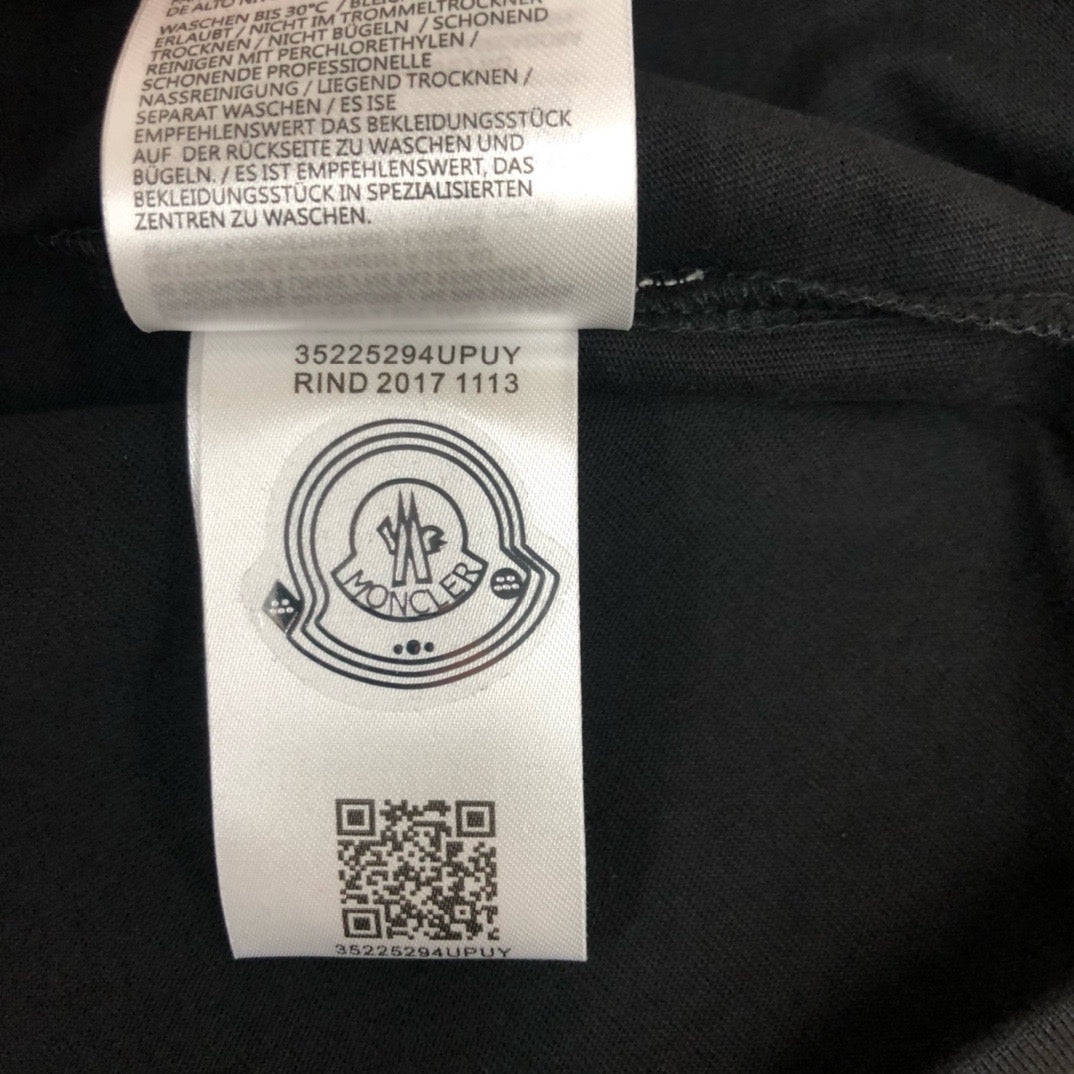 DE ALTO
WASCHEN BIS 30°C /
ERLAUBT / NICHT IM TROMMELTROCKNER
TROCKNEN / NICHT BÜGELN / SCHONEND
REINIGEN MIT PERCHLORETHYLEN /
SCHONENDE PROFESSIONELLE
NASSREINIGUNG / LIEGEND TROCKNEN /
SEPARAT WASCHEN / ES ISE
EMPFEHLENSWERT DAS BEKLEIDUNGSSTÜCK
AUF DER RÜCKSEITE ZU WASCHEN UND
BÜGELN. / ES IST EMPFEHLENSWERT, DAS
BEKLEIDUNGSSTÜCK IN SPEZIALISIERTEN
ZENTREN ZU WASCHEN.
35225294UPUY
RIND 2017 1113
MONCLER
35225294UPUY